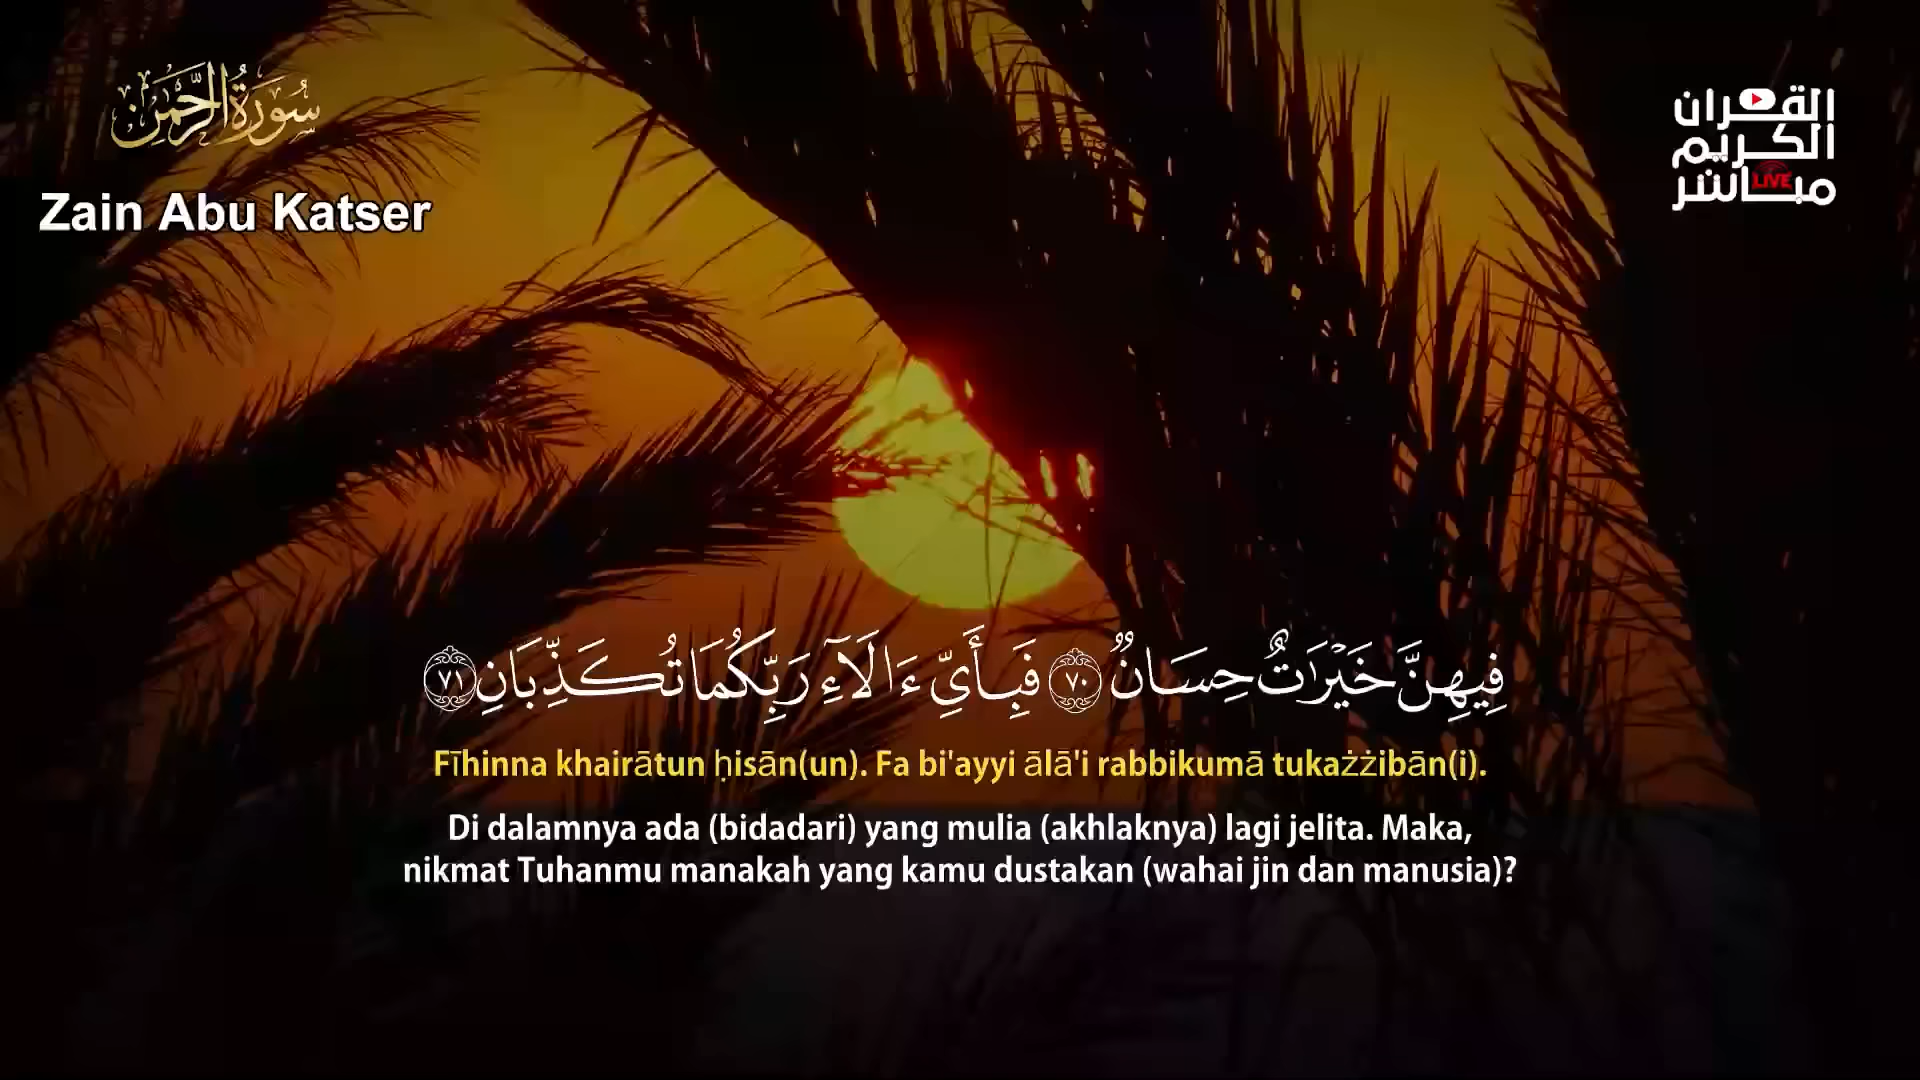 سُورَةُ الرَّحْمَٰن
Zain Abu Katser
القران
الكريم
مباشر
LIVE
فِيهِنَّ خَيْرَٰتٌ حِسَانٌ ٧٠ فَبِأَيِّ ءَالَآءِ رَبِّكُمَا تُكَذِّبَانِ ٧١
Fīhinna khairātun ḥisān(un). Fa bi'ayyi ālā'i rabbikumā tukażżibān(i).
Di dalamnya ada (bidadari) yang mulia (akhlaknya) lagi jelita. Maka,
nikmat Tuhanmu manakah yang kamu dustakan (wahai jin dan manusia)?